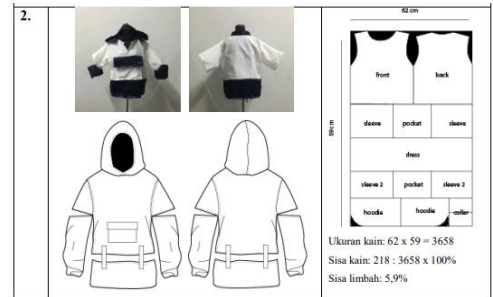 2.
62 cm
59 cm
front
back
sleeve
pocket
sleeve
dress
sleeve 2
pocket
sleeve 2
hoodie
hoodie
collar
Ukuran kain: 62 x 59 = 3658
Sisa kain: 218 : 3658 x 100%
Sisa limbah: 5,9%